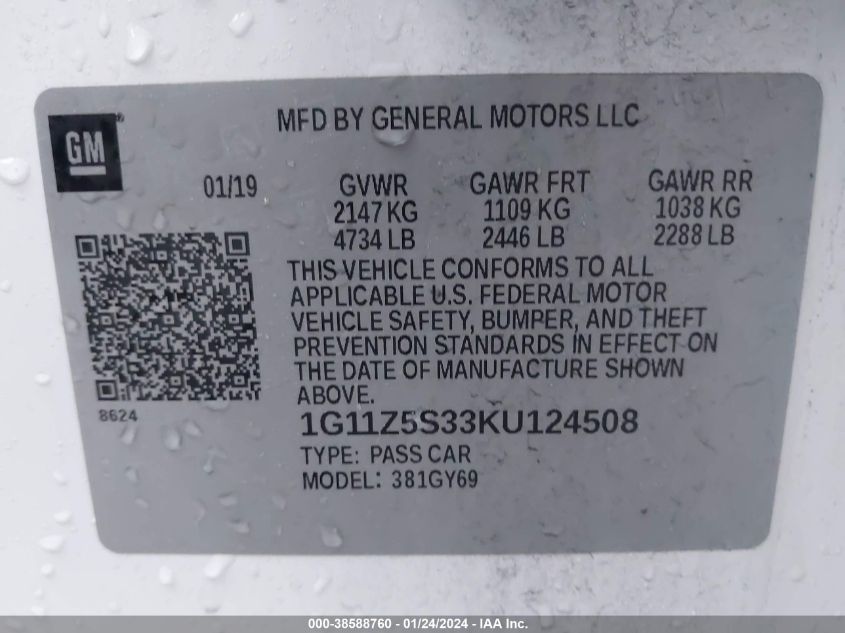 MFD BY GENERAL MOTORS LLC
GM®
01/19 GVWR GAWR FRT GAWR RR
2147 KG 1109 KG 1038 KG
4734 LB 2446 LB 2288 LB
THIS VEHICLE CONFORMS TO ALL
APPLICABLE U.S. FEDERAL MOTOR
VEHICLE SAFETY, BUMPER, AND THEFT
PREVENTION STANDARDS IN EFFECT ON
THE DATE OF MANUFACTURE SHOWN
ABOVE.
8624
1G11Z5S33KU124508
TYPE: PASS CAR
MODEL: 381GY69
000-38588760 - 01/24/2024 - IAA Inc.